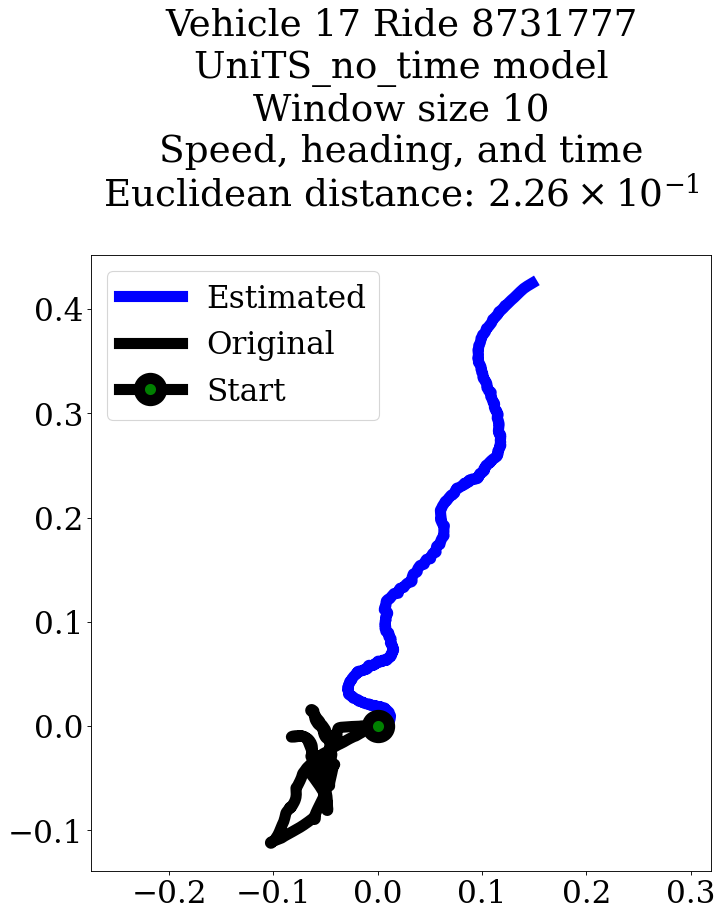 Vehicle 17 Ride 8731777
UniTS_no_time model
Window size 10
Speed, heading, and time
Euclidean distance: 2.26 × 10⁻¹
Estimated
Original
Start
0.4
0.3
0.2
0.1
0.0
−0.1
−0.2 −0.1 0.0 0.1 0.2 0.3